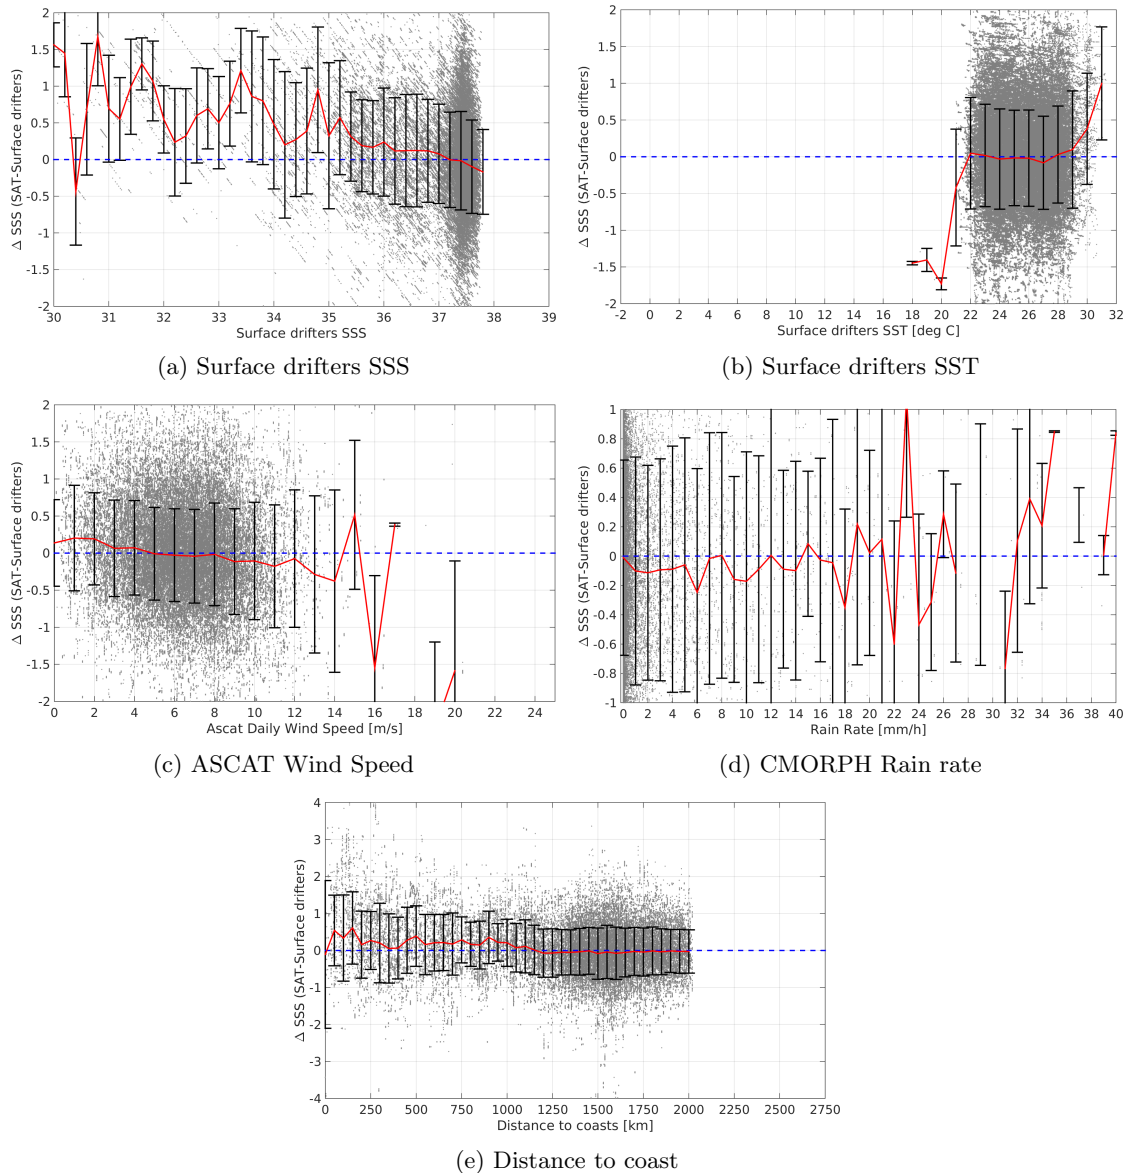 2
1.5
1
0.5
0
-0.5
-1
-1.5
-2
Δ SSS (SAT-Surface drifters)
30 31 32 33 34 35 36 37 38 39
Surface drifters SSS
(a) Surface drifters SSS
2
1.5
1
0.5
0
-0.5
-1
-1.5
-2
Δ SSS (SAT-Surface drifters)
-2 0 2 4 6 8 10 12 14 16 18 20 22 24 26 28 30 32
Surface drifters SST [deg C]
(b) Surface drifters SST
2
1.5
1
0.5
0
-0.5
-1
-1.5
-2
Δ SSS (SAT-Surface drifters)
0 2 4 6 8 10 12 14 16 18 20 22 24
Ascat Daily Wind Speed [m/s]
(c) ASCAT Wind Speed
1
0.8
0.6
0.4
0.2
0
-0.2
-0.4
-0.6
-0.8
-1
Δ SSS (SAT-Surface drifters)
0 2 4 6 8 10 12 14 16 18 20 22 24 26 28 30 32 34 36 38 40
Rain Rate [mm/h]
(d) CMORPH Rain rate
4
3
2
1
0
-1
-2
-3
-4
Δ SSS (SAT-Surface drifters)
0 250 500 750 1000 1250 1500 1750 2000 2250 2500 2750
Distance to coasts [km]
(e) Distance to coast